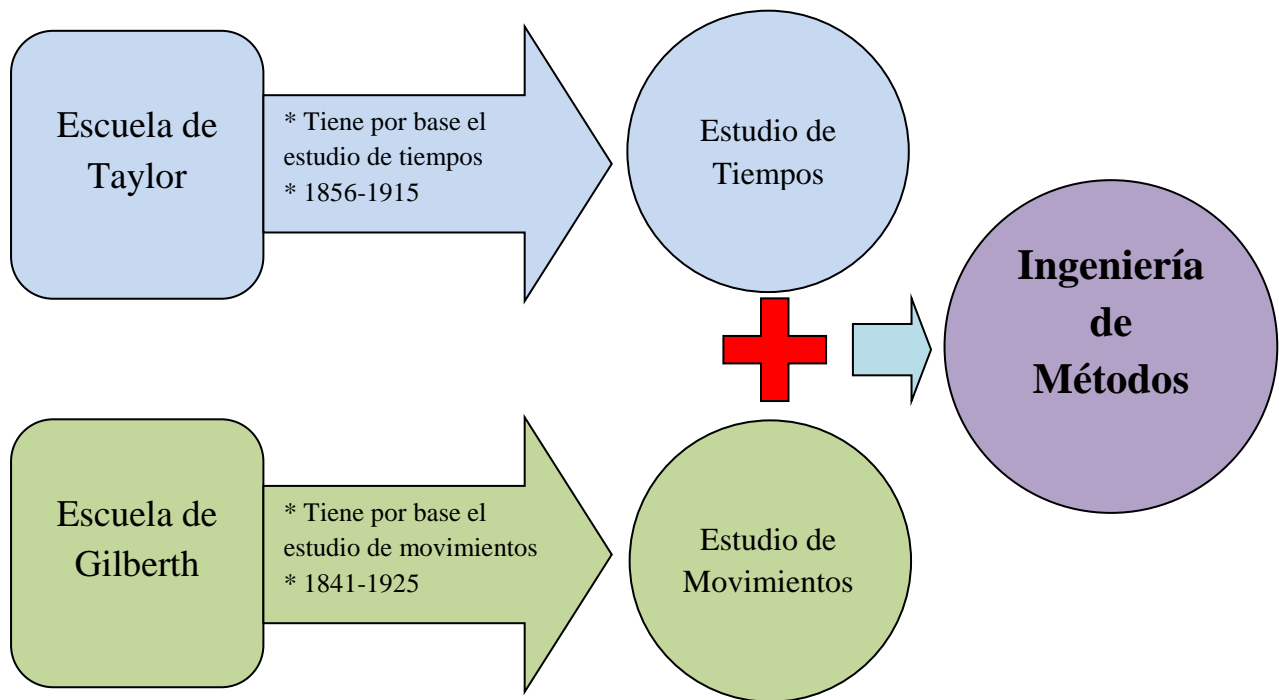 Escuela de
Taylor
* Tiene por base el
estudio de tiempos
* 1856-1915
Estudio de
Tiempos
Ingeniería
de
Métodos
Escuela de
Gilberth
* Tiene por base el
estudio de movimientos
* 1841-1925
Estudio de
Movimientos